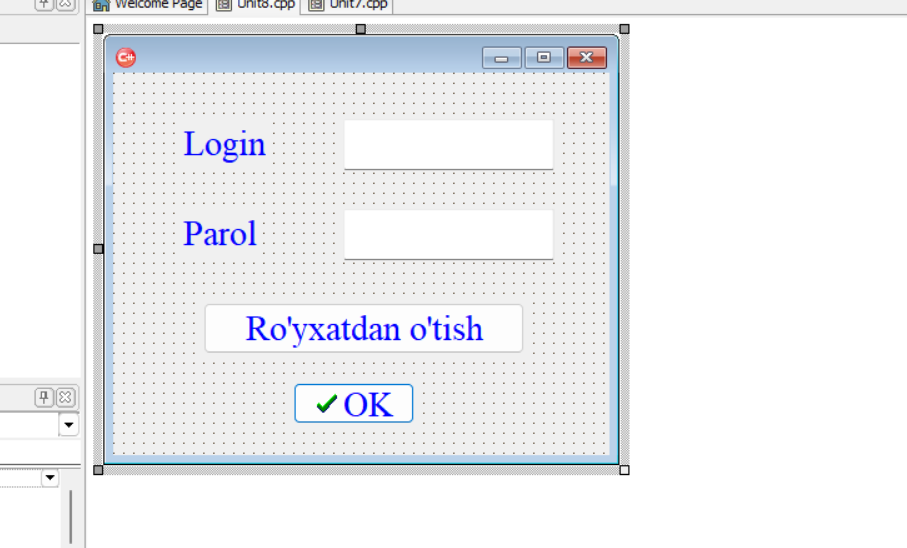 Welcome Page Unit8.cpp Unit7.cpp
Login
Parol
Ro'yxatdan o'tish
OK